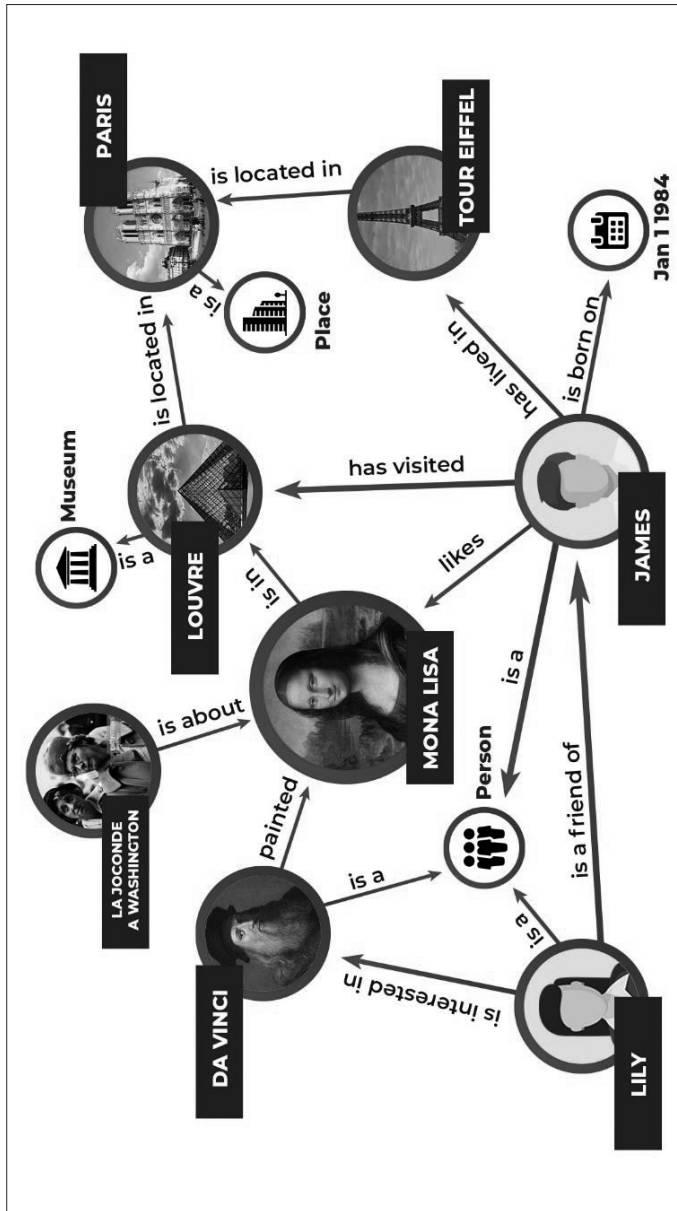 LA JOCONDE
A WASHINGTON
Museum
PARIS
is a
is located in
DA VINCI
is about
LOUVRE
is a
painted
is in
is located in
Place
is a
has visited
MONA LISA
TOUR EIFFEL
is interested in
likes
Person
has lived in
is a
is a
is born on
is a friend of
LILY
JAMES
Jan 1 1984